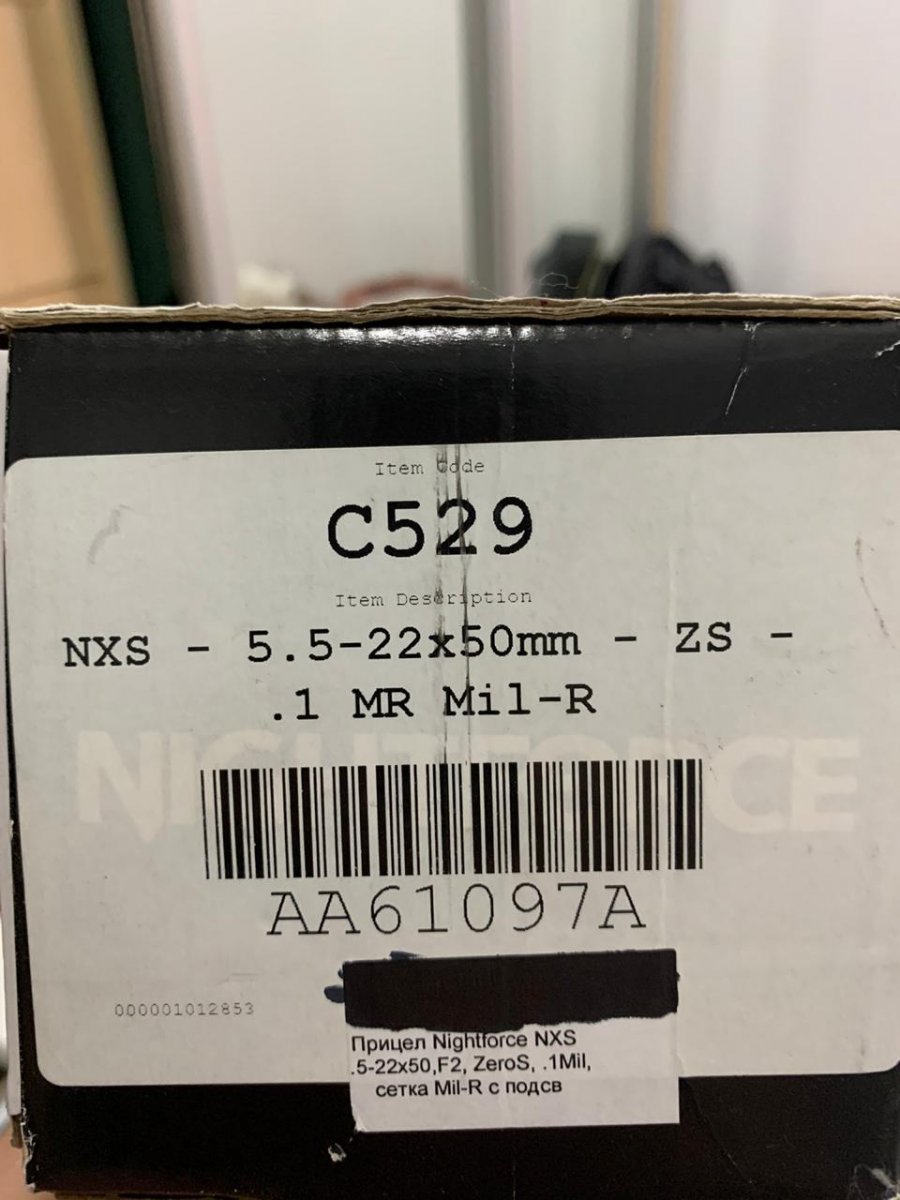 Item Code
C529
Item Description
NXS - 5.5-22x50mm - ZS -
.1 MR Mil-R
NIGHTFORCE
AA61097A
000001012853
Прицел Nightforce NXS
.5-22x50,F2, ZeroS, .1Mil,
сетка Mil-R с подсв